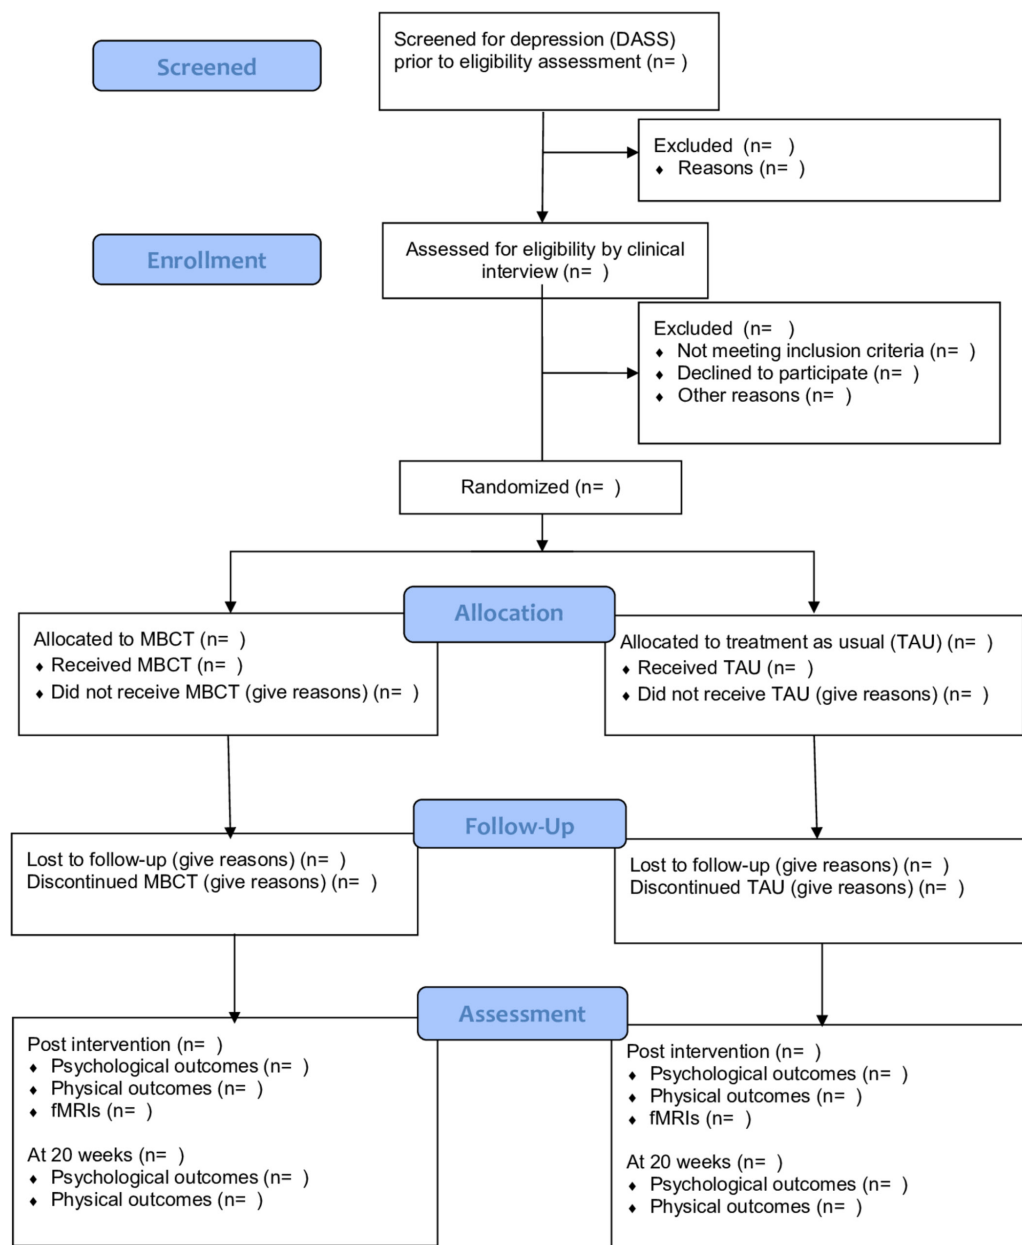 Screened
Screened for depression (DASS)
prior to eligibility assessment (n= )
Excluded (n= )
♦ Reasons (n= )
Enrollment
Assessed for eligibility by clinical
interview (n= )
Excluded (n= )
♦ Not meeting inclusion criteria (n= )
♦ Declined to participate (n= )
♦ Other reasons (n= )
Randomized (n= )
Allocation
Allocated to MBCT (n= )
♦ Received MBCT (n= )
♦ Did not receive MBCT (give reasons) (n= )
Allocated to treatment as usual (TAU) (n= )
♦ Received TAU (n= )
♦ Did not receive TAU (give reasons) (n= )
Follow-Up
Lost to follow-up (give reasons) (n= )
Discontinued MBCT (give reasons) (n= )
Lost to follow-up (give reasons) (n= )
Discontinued TAU (give reasons) (n= )
Assessment
Post intervention (n= )
♦ Psychological outcomes (n= )
♦ Physical outcomes (n= )
♦ fMRIs (n= )
At 20 weeks (n= )
♦ Psychological outcomes (n= )
♦ Physical outcomes (n= )
Post intervention (n= )
♦ Psychological outcomes (n= )
♦ Physical outcomes (n= )
♦ fMRIs (n= )
At 20 weeks (n= )
♦ Psychological outcomes (n= )
♦ Physical outcomes (n= )